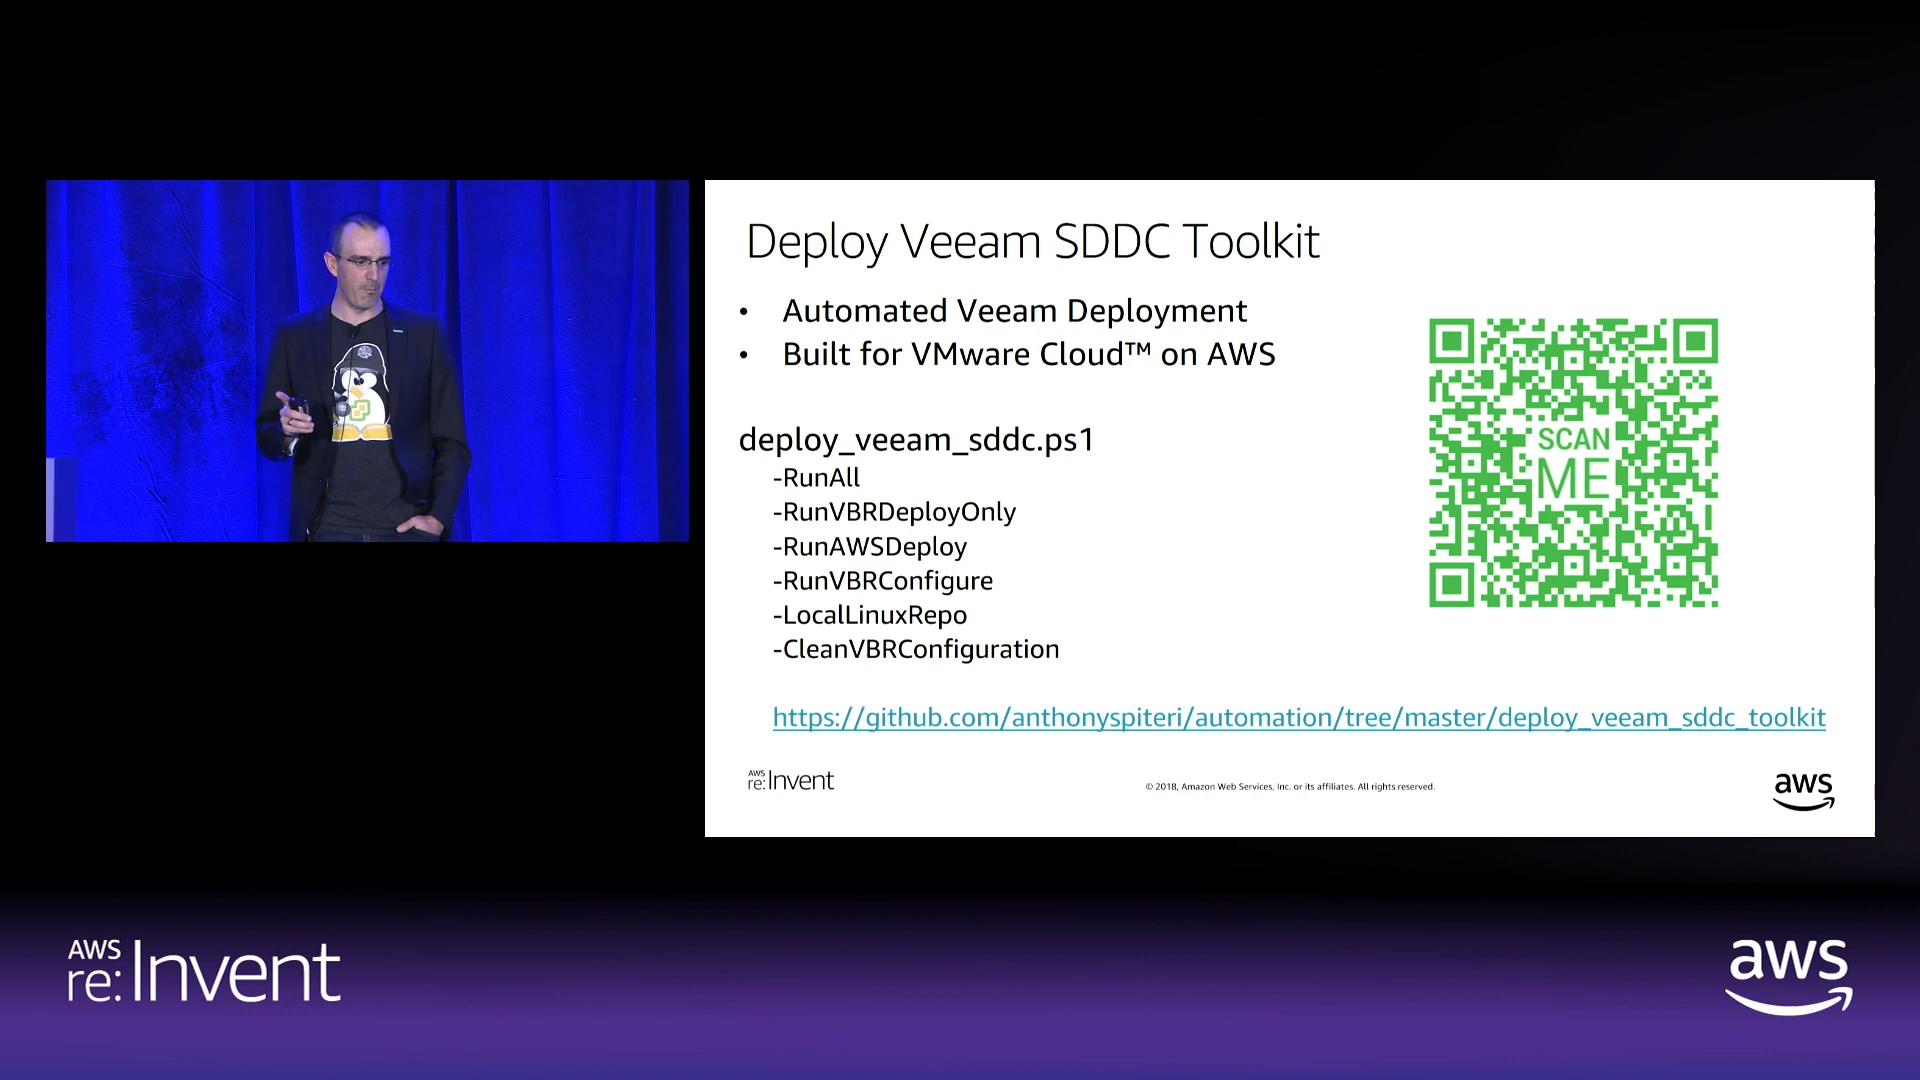 Deploy Veeam SDDC Toolkit
• Automated Veeam Deployment
• Built for VMware Cloud™ on AWS
deploy_veeam_sddc.ps1
-RunAll
-RunVBRDeployOnly
-RunAWSDeploy
-RunVBRConfigure
-LocalLinuxRepo
-CleanVBRConfiguration
SCAN
ME
https://github.com/anthonyspiteri/automation/tree/master/deploy_veeam_sddc_toolkit
AWS
re:Invent
© 2018, Amazon Web Services, Inc. or its affiliates. All rights reserved.
aws
AWS
re:Invent
aws